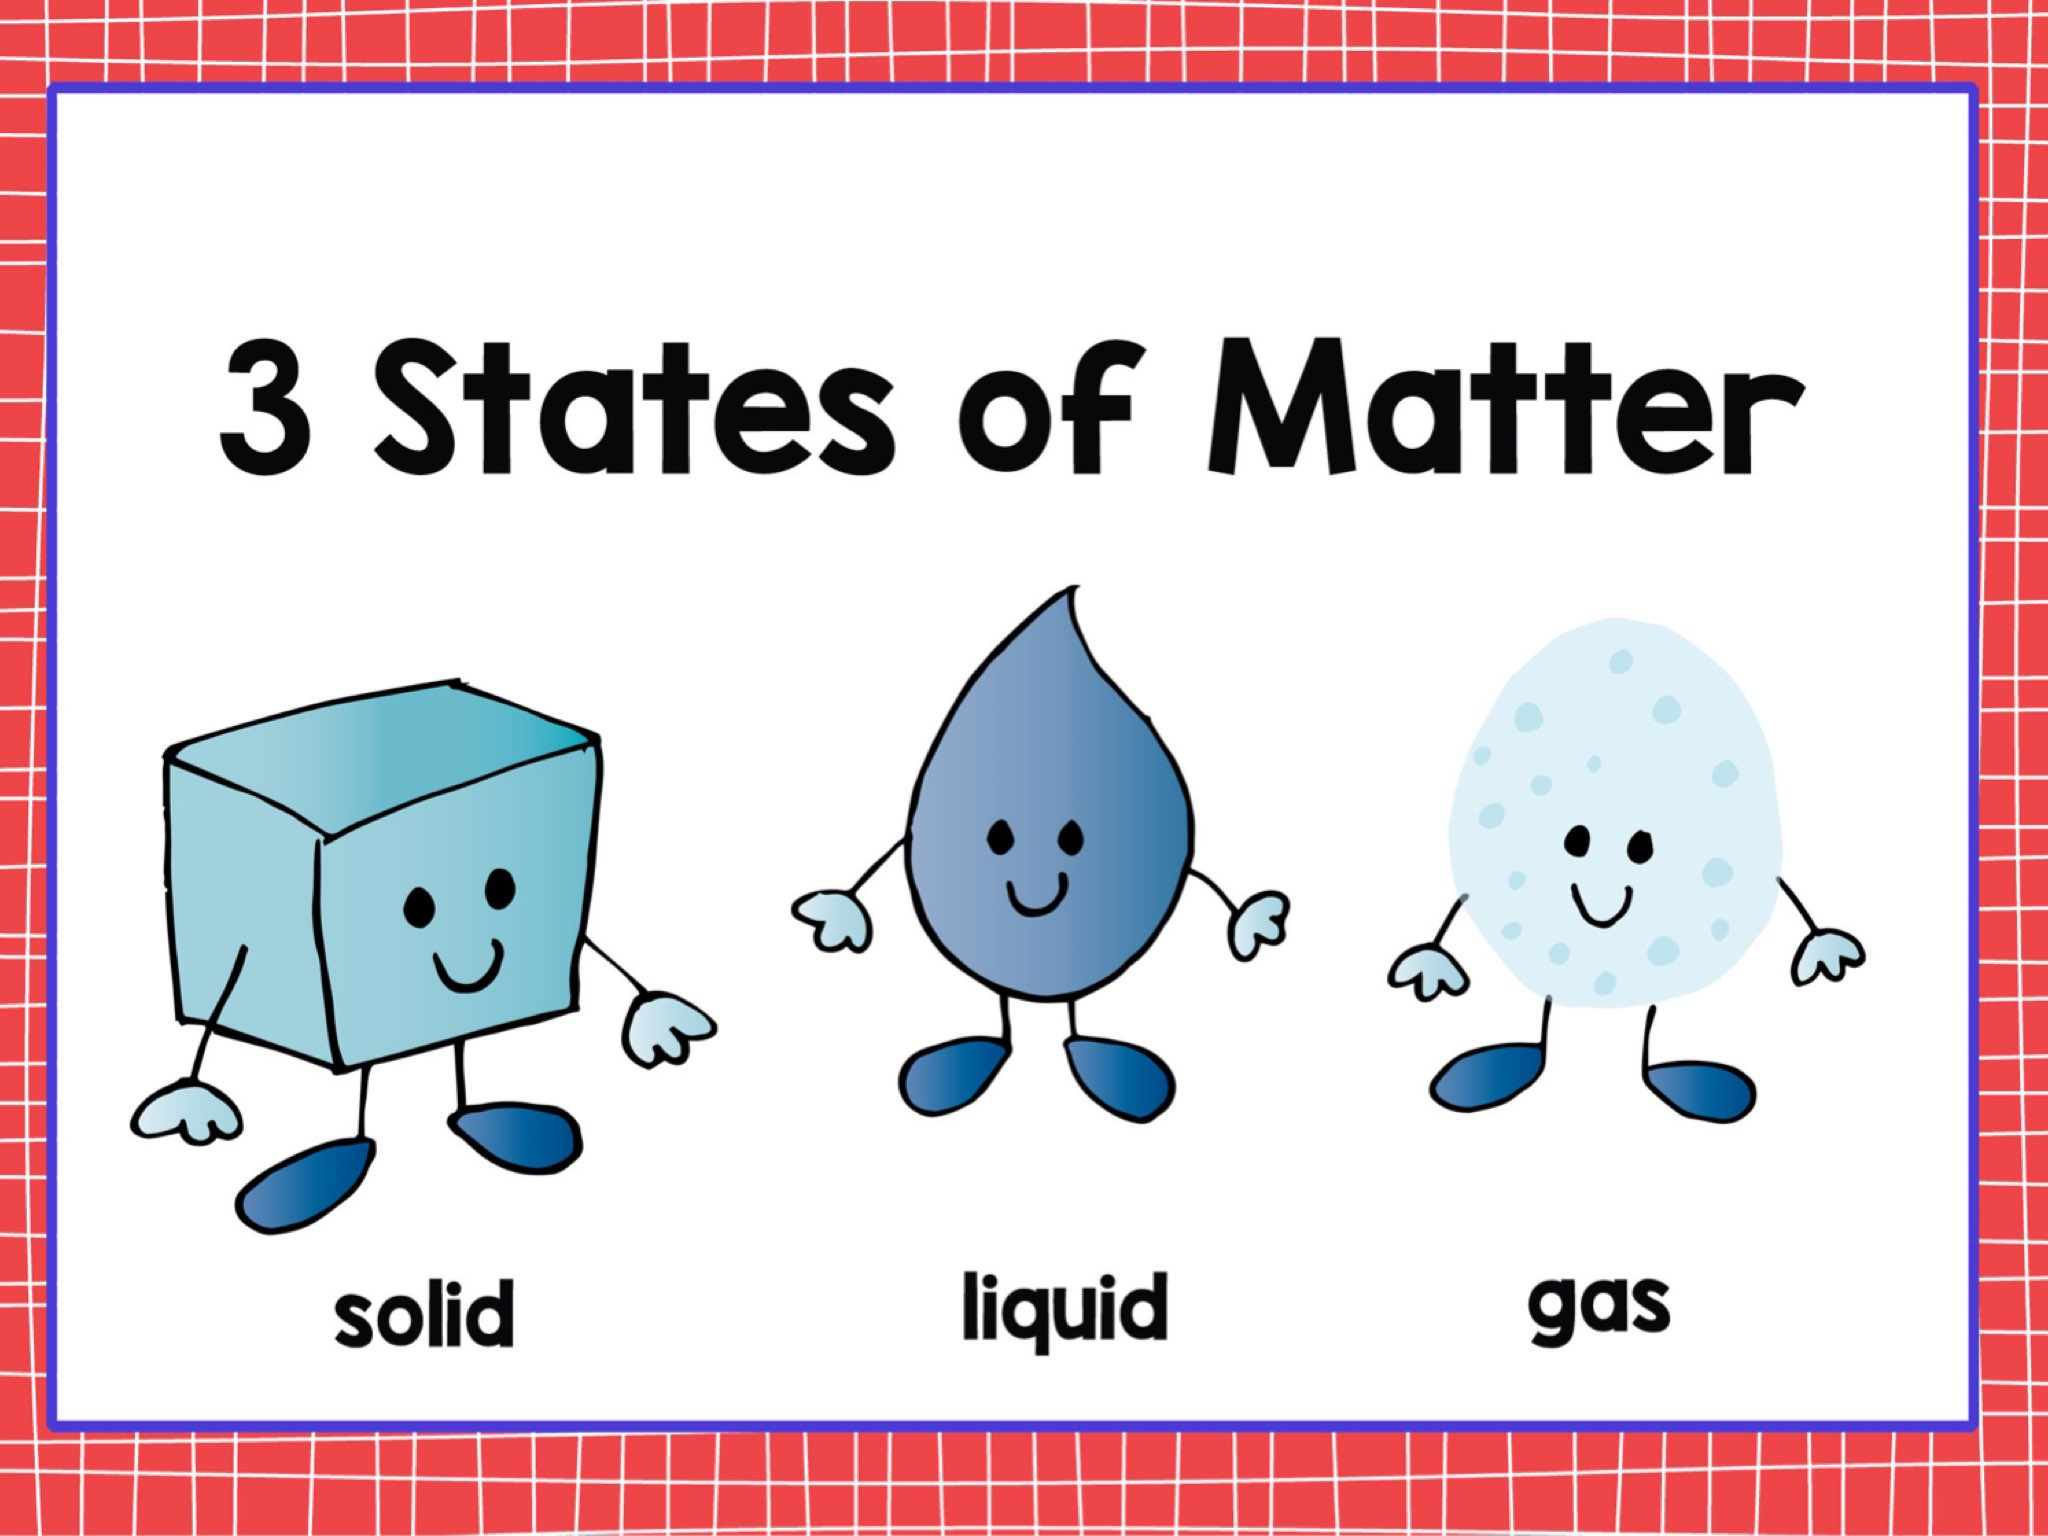 3 States of Matter
solid
liquid
gas